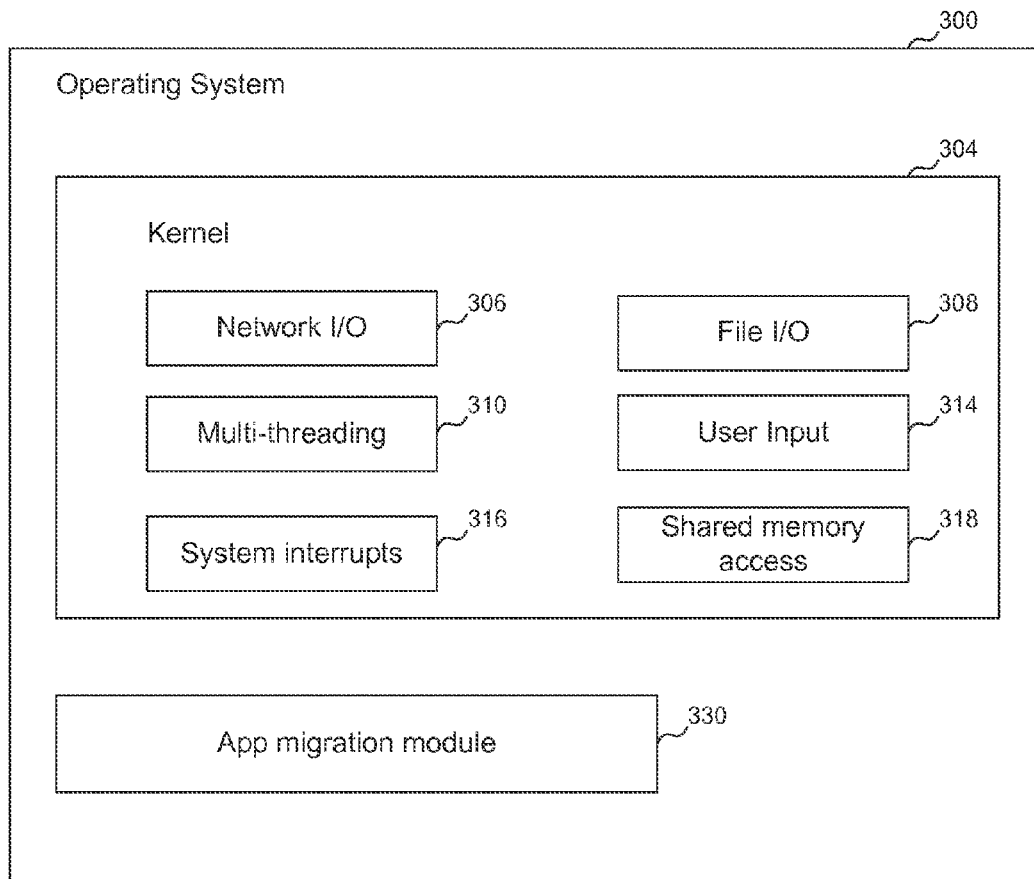 300
Operating System
304
Kernel
306
Network I/O
308
File I/O
310
Multi-threading
314
User Input
316
System interrupts
318
Shared memory
access
330
App migration module